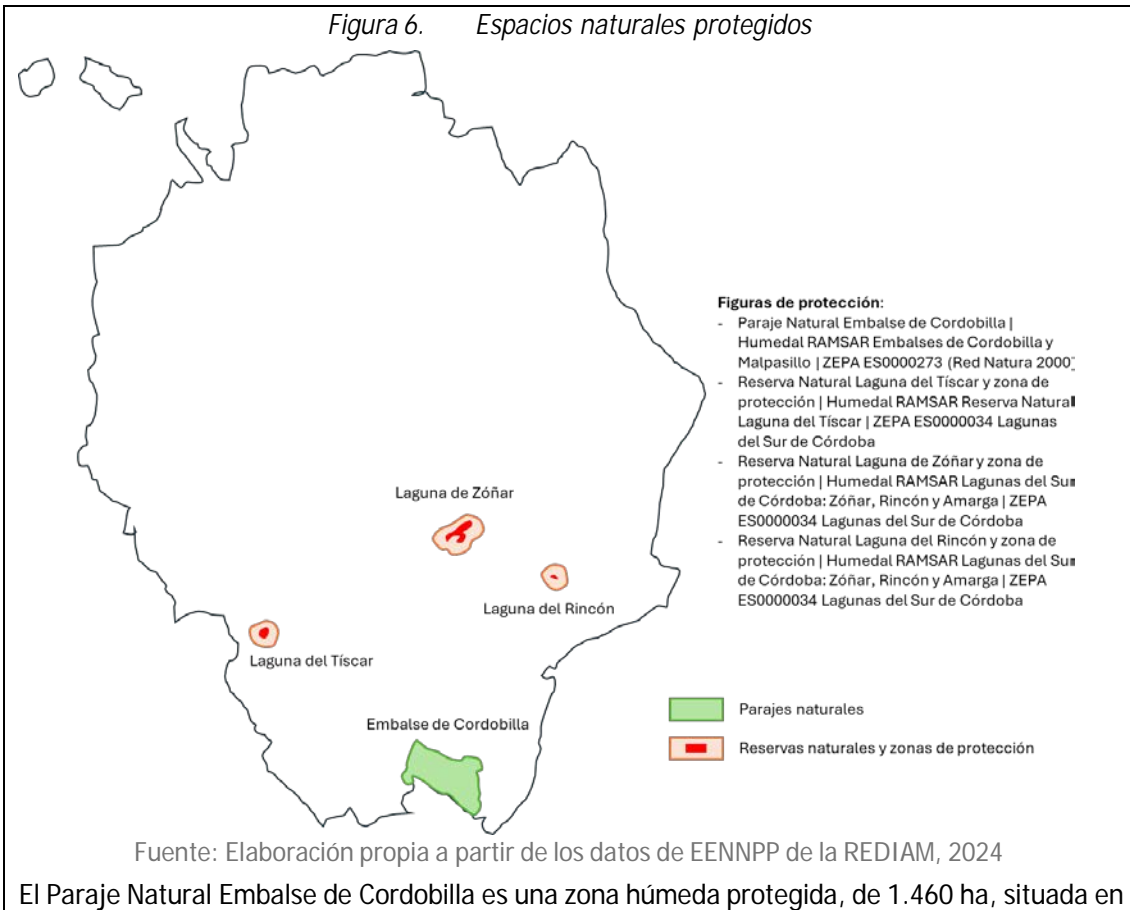 Figura 6. Espacios naturales protegidos
Figuras de protección:
- Paraje Natural Embalse de Cordobilla |
Humedal RAMSAR Embalses de Cordobilla y
Malpasillo | ZEPA ES0000273 (Red Natura 2000)
- Reserva Natural Laguna del Tíscar y zona de
protección | Humedal RAMSAR Reserva Natural
Laguna del Tíscar | ZEPA ES0000034 Lagunas
del Sur de Córdoba
- Reserva Natural Laguna de Zóñar y zona de
protección | Humedal RAMSAR Lagunas del Sur
de Córdoba: Zóñar, Rincón y Amarga | ZEPA
ES0000034 Lagunas del Sur de Córdoba
- Reserva Natural Laguna del Rincón y zona de
protección | Humedal RAMSAR Lagunas del Sur
de Córdoba: Zóñar, Rincón y Amarga | ZEPA
ES0000034 Lagunas del Sur de Córdoba
Laguna de Zóñar
Laguna del Rincón
Laguna del Tíscar
Embalse de Cordobilla
Parajes naturales
Reservas naturales y zonas de protección
Fuente: Elaboración propia a partir de los datos de EENNPP de la REDIAM, 2024
El Paraje Natural Embalse de Cordobilla es una zona húmeda protegida, de 1.460 ha, situada en